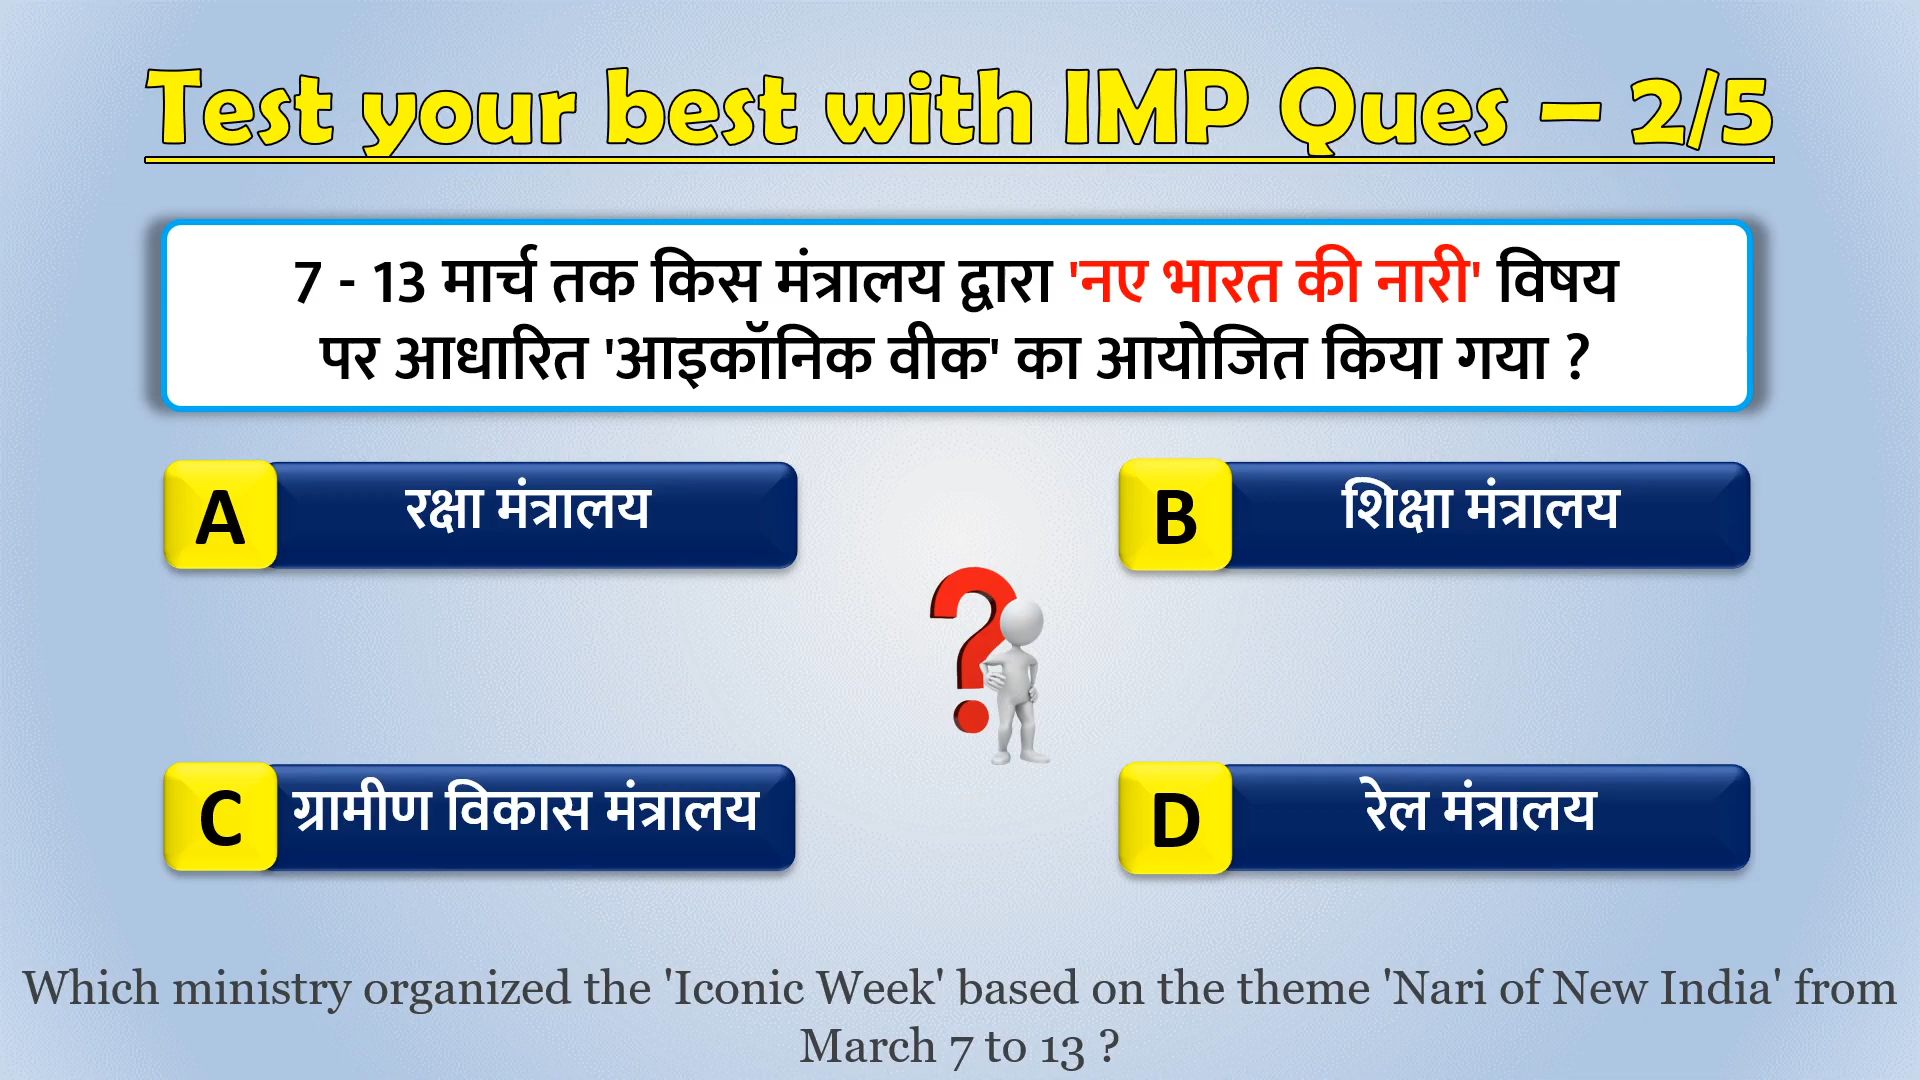 Test your best with IMP Ques – 2/5
7 - 13 मार्च तक किस मंत्रालय द्वारा 'नए भारत की नारी' विषय
पर आधारित 'आइकॉनिक वीक' का आयोजित किया गया ?
A रक्षा मंत्रालय
B शिक्षा मंत्रालय
C ग्रामीण विकास मंत्रालय
D रेल मंत्रालय
Which ministry organized the 'Iconic Week' based on the theme 'Nari of New India' from
March 7 to 13 ?